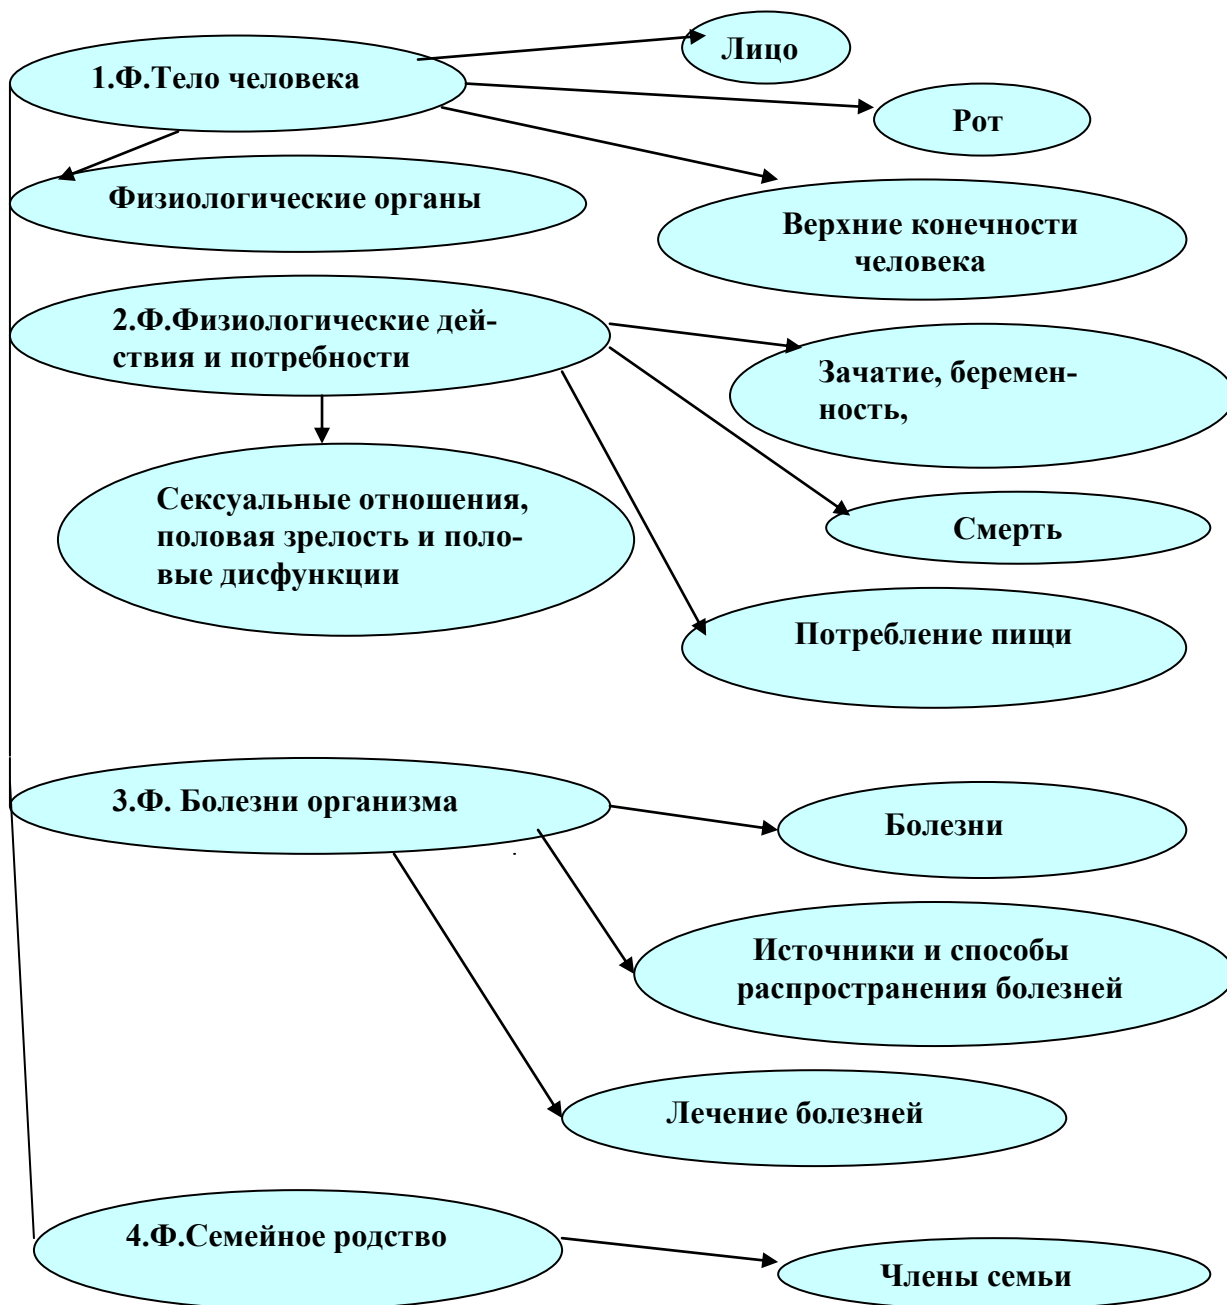 Лицо
1.Ф.Тело человека
Рот
Физиологические органы
Верхние конечности
человека
2.Ф.Физиологические дей-
ствия и потребности
Зачатие, беремен-
ность,
Сексуальные отношения,
половая зрелость и поло-
вые дисфункции
Смерть
Потребление пищи
3.Ф. Болезни организма
Болезни
Источники и способы
распространения болезней
Лечение болезней
4.Ф.Семейное родство
Члены семьи